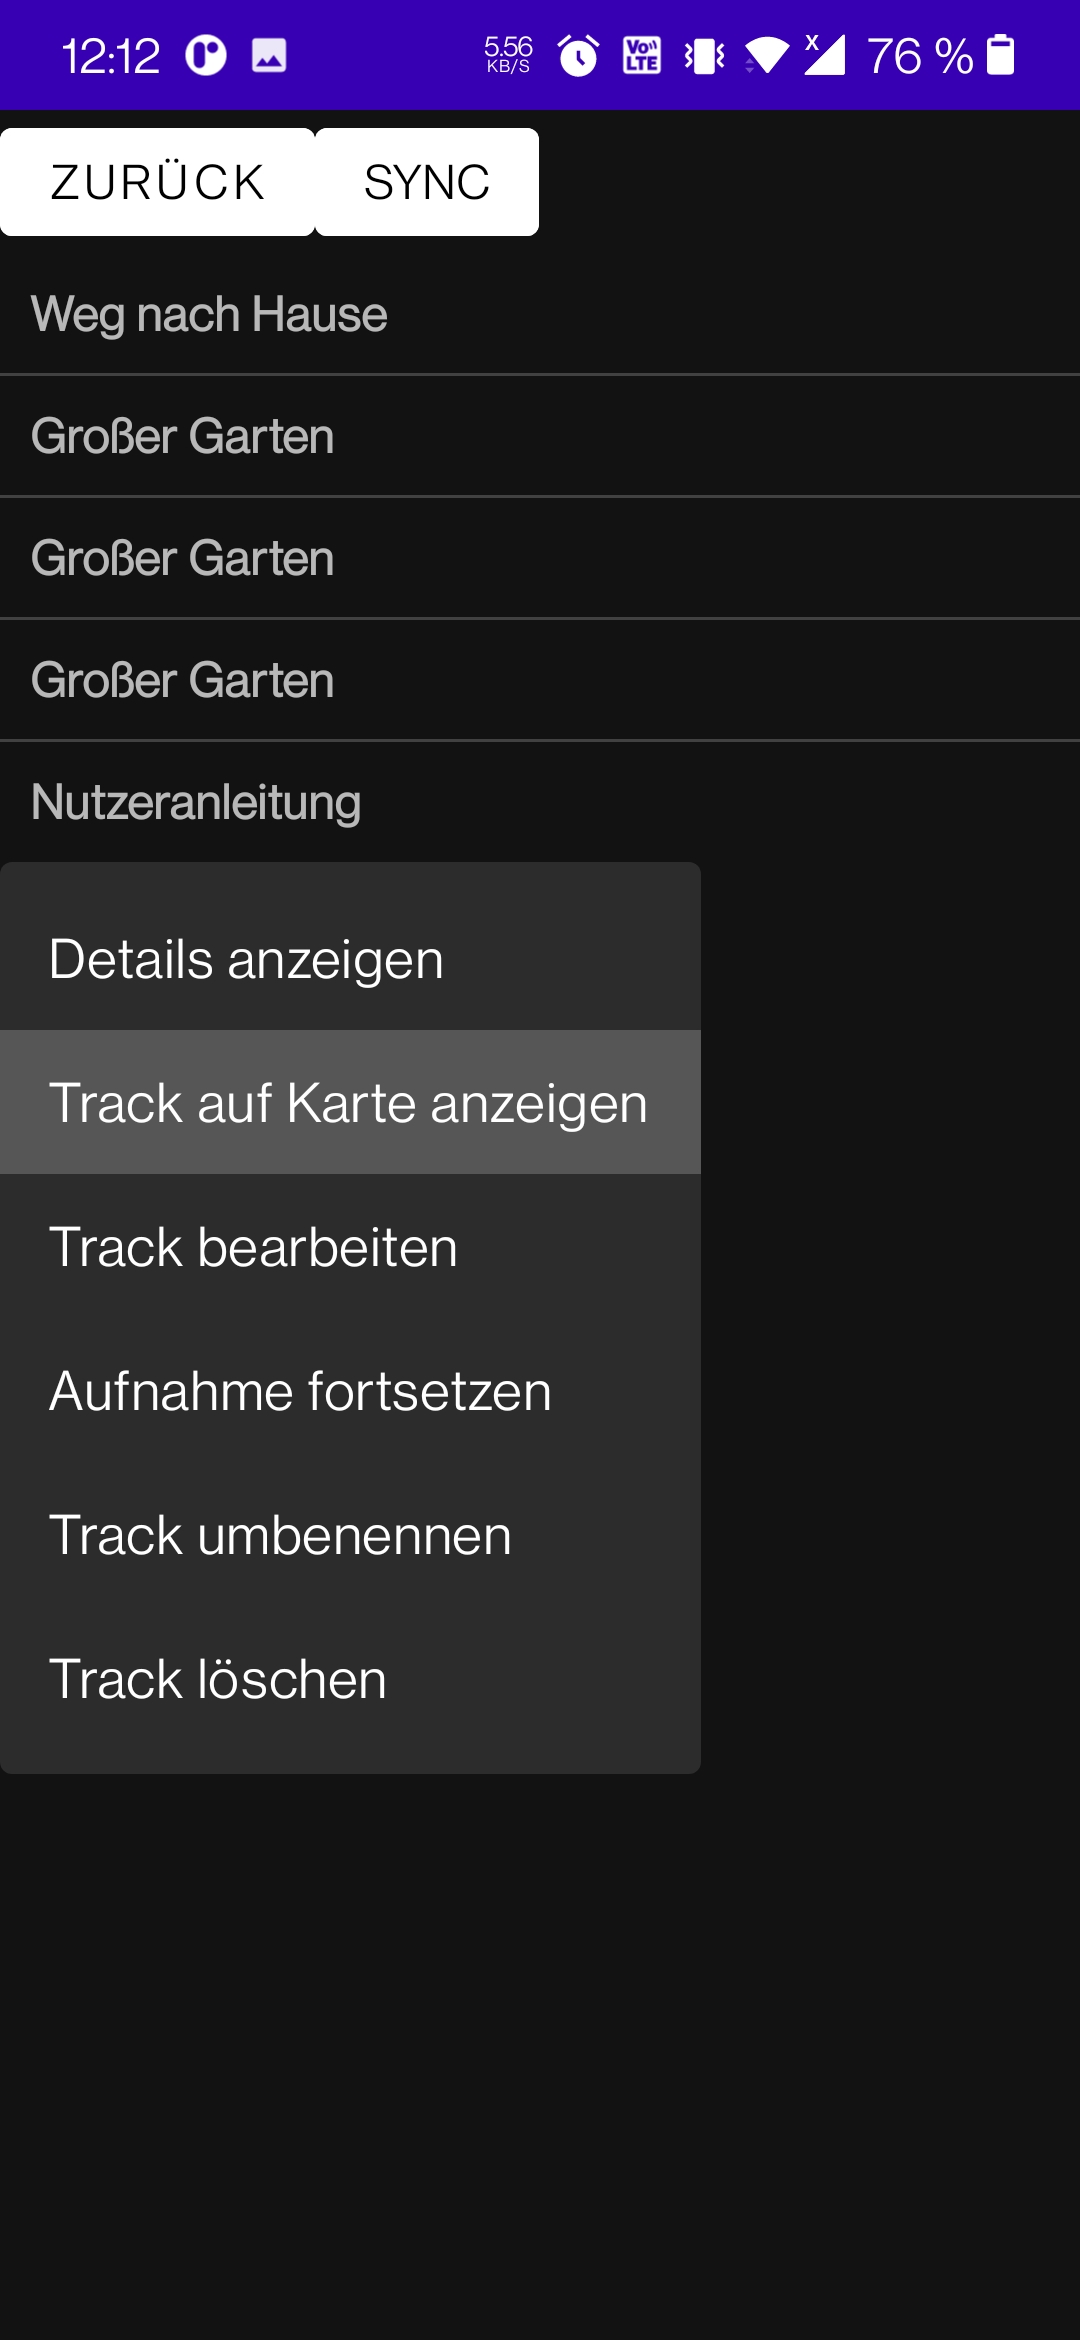 12:12 5.56 KB/S Vo LTE X 76 %
ZURÜCK SYNC
Weg nach Hause
Großer Garten
Großer Garten
Großer Garten
Nutzeranleitung
Details anzeigen
Track auf Karte anzeigen
Track bearbeiten
Aufnahme fortsetzen
Track umbenennen
Track löschen